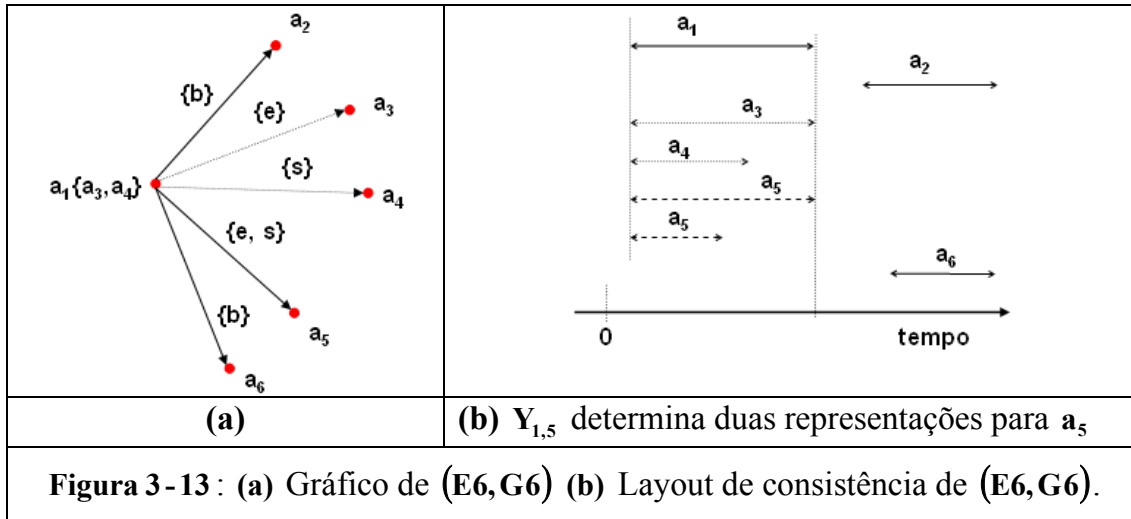 a₂
{b}
{e}
a₃
{s}
a₁{a₃,a₄}
a₄
{e, s}
{b}
a₅
a₆
a₁
a₂
a₃
a₄
a₅
a₅
a₆
0
tempo
(a)
(b) Y₁,₅ determina duas representações para a₅
Figura 3-13: (a) Gráfico de (E6,G6) (b) Layout de consistência de (E6,G6).